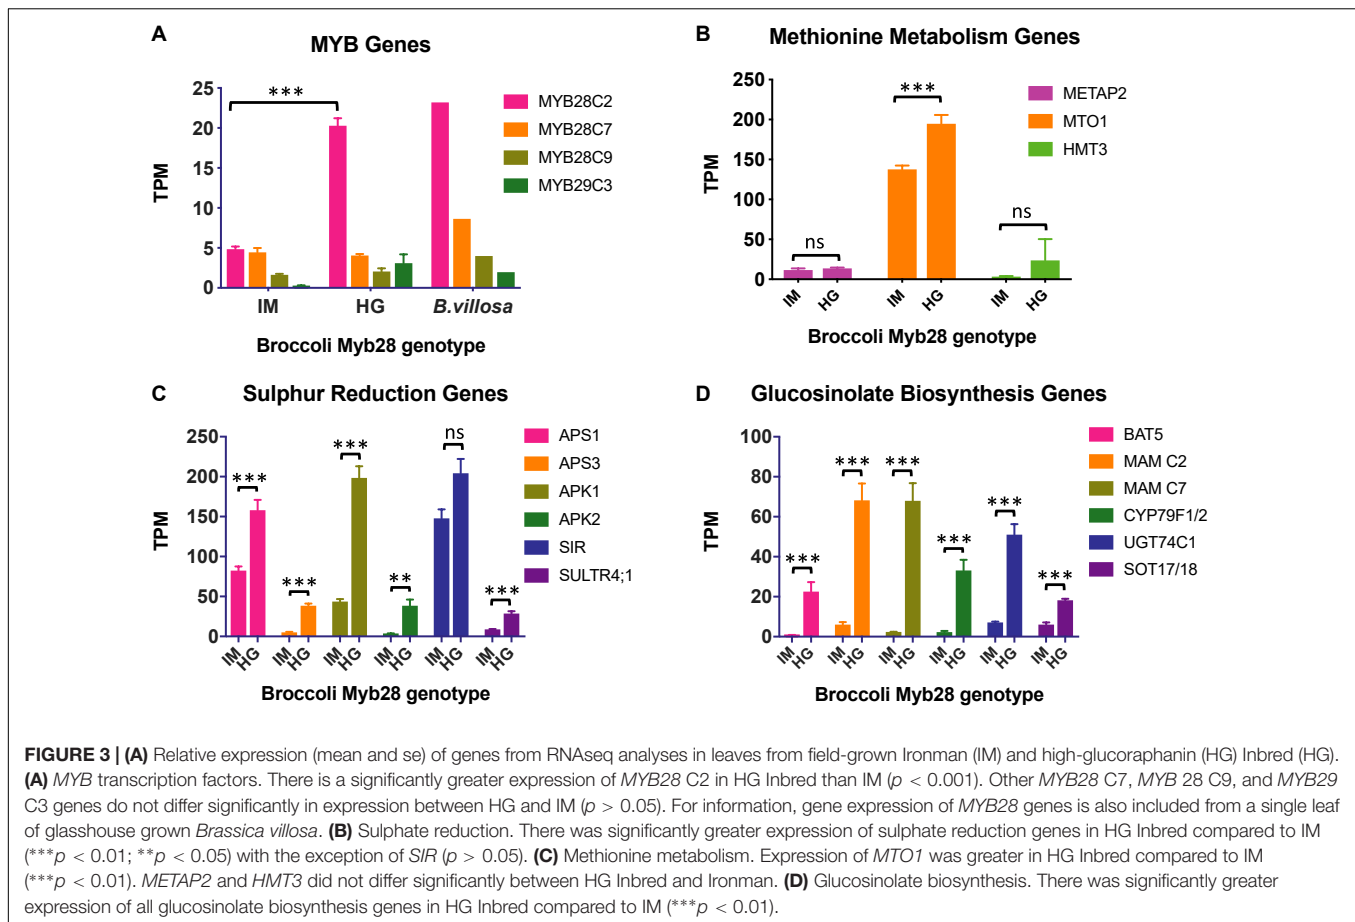 A
MYB Genes
TPM
25
20
15
10
5
0
***
IM
HG
B.villosa
Broccoli Myb28 genotype
MYB28C2
MYB28C7
MYB28C9
MYB29C3
B
Methionine Metabolism Genes
TPM
250
200
150
100
50
0
ns
***
ns
IM
HG
IM
HG
IM
HG
Broccoli Myb28 genotype
METAP2
MTO1
HMT3
C
Sulphur Reduction Genes
TPM
250
200
150
100
50
0
***
***
***
**
ns
***
IM
HG
IM
HG
IM
HG
IM
HG
IM
HG
IM
HG
Broccoli Myb28 genotype
APS1
APS3
APK1
APK2
SIR
SULTR4;1
D
Glucosinolate Biosynthesis Genes
TPM
100
80
60
40
20
0
***
***
***
***
***
***
IM
HG
IM
HG
IM
HG
IM
HG
IM
HG
IM
HG
Broccoli Myb28 genotype
BAT5
MAM C2
MAM C7
CYP79F1/2
UGT74C1
SOT17/18
FIGURE 3 | (A) Relative expression (mean and se) of genes from RNAseq analyses in leaves from field-grown Ironman (IM) and high-glucoraphanin (HG) Inbred (HG).
(A) MYB transcription factors. There is a significantly greater expression of MYB28 C2 in HG Inbred than IM (p < 0.001). Other MYB28 C7, MYB 28 C9, and MYB29
C3 genes do not differ significantly in expression between HG and IM (p > 0.05). For information, gene expression of MYB28 genes is also included from a single leaf
of glasshouse grown Brassica villosa. (B) Sulphate reduction. There was significantly greater expression of sulphate reduction genes in HG Inbred compared to IM
(***p < 0.01; **p < 0.05) with the exception of SIR (p > 0.05). (C) Methionine metabolism. Expression of MTO1 was greater in HG Inbred compared to IM
(***p < 0.01). METAP2 and HMT3 did not differ significantly between HG Inbred and Ironman. (D) Glucosinolate biosynthesis. There was significantly greater
expression of all glucosinolate biosynthesis genes in HG Inbred compared to IM (***p < 0.01).